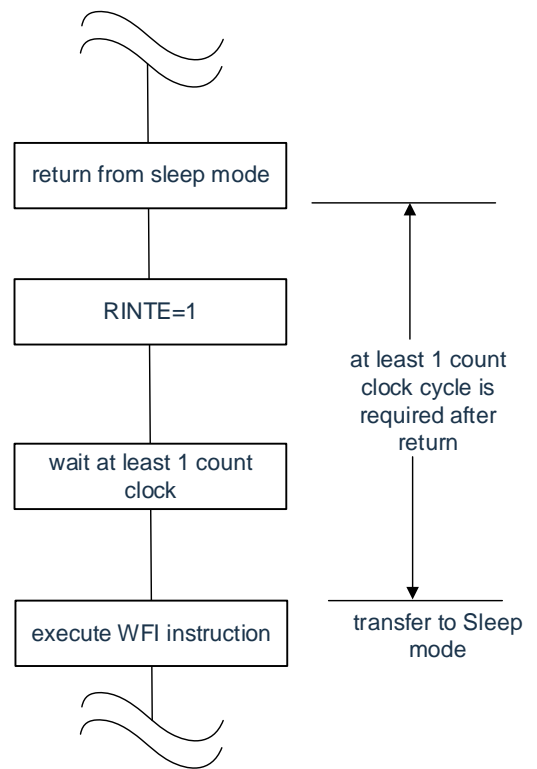 return from sleep mode
RINTE=1
at least 1 count
clock cycle is
required after
return
wait at least 1 count
clock
execute WFI instruction
transfer to Sleep
mode